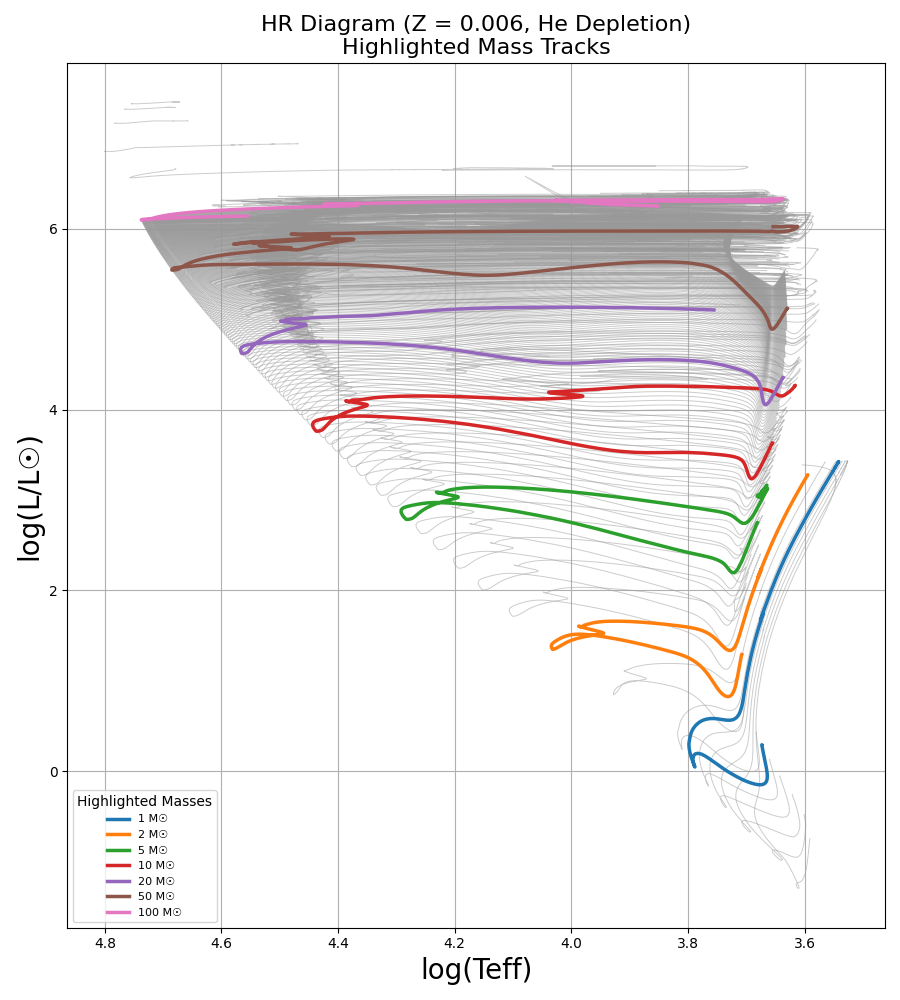 HR Diagram (Z = 0.006, He Depletion)
Highlighted Mass Tracks
log(L/L☉)
6
4
2
0
Highlighted Masses
1 M☉
2 M☉
5 M☉
10 M☉
20 M☉
50 M☉
100 M☉
4.8 4.6 4.4 4.2 4.0 3.8 3.6
log(Teff)